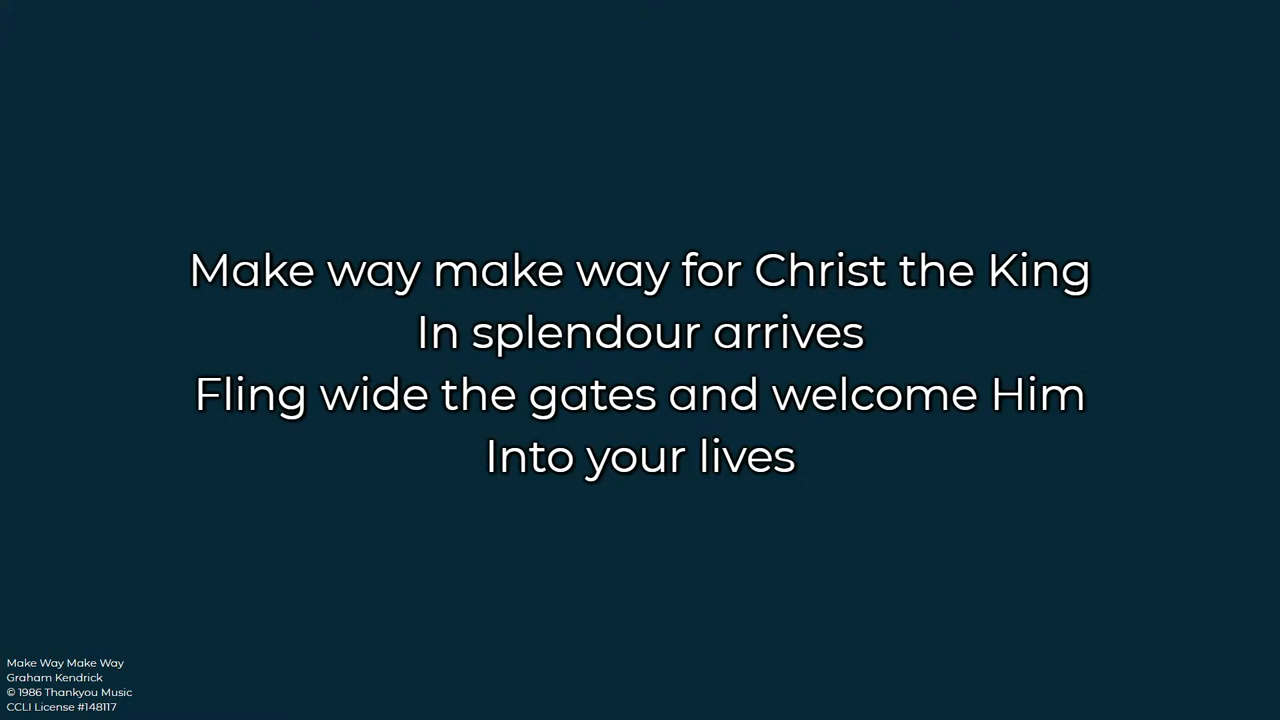 Make way make way for Christ the King
In splendour arrives
Fling wide the gates and welcome Him
Into your lives
Make Way Make Way
Graham Kendrick
© 1986 Thankyou Music
CCLI License #148117